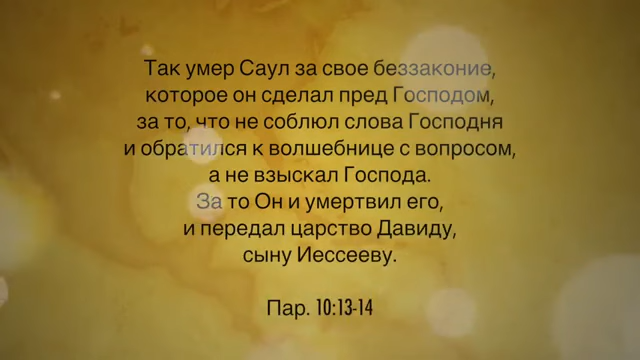 Так умер Саул за свое беззаконие,
которое он сделал пред Господом,
за то, что не соблюл слова Господня
и обратился к волшебнице с вопросом,
а не взыскал Господа.
За то Он и умертвил его,
и передал царство Давиду,
сыну Иессееву.
Пар. 10:13-14